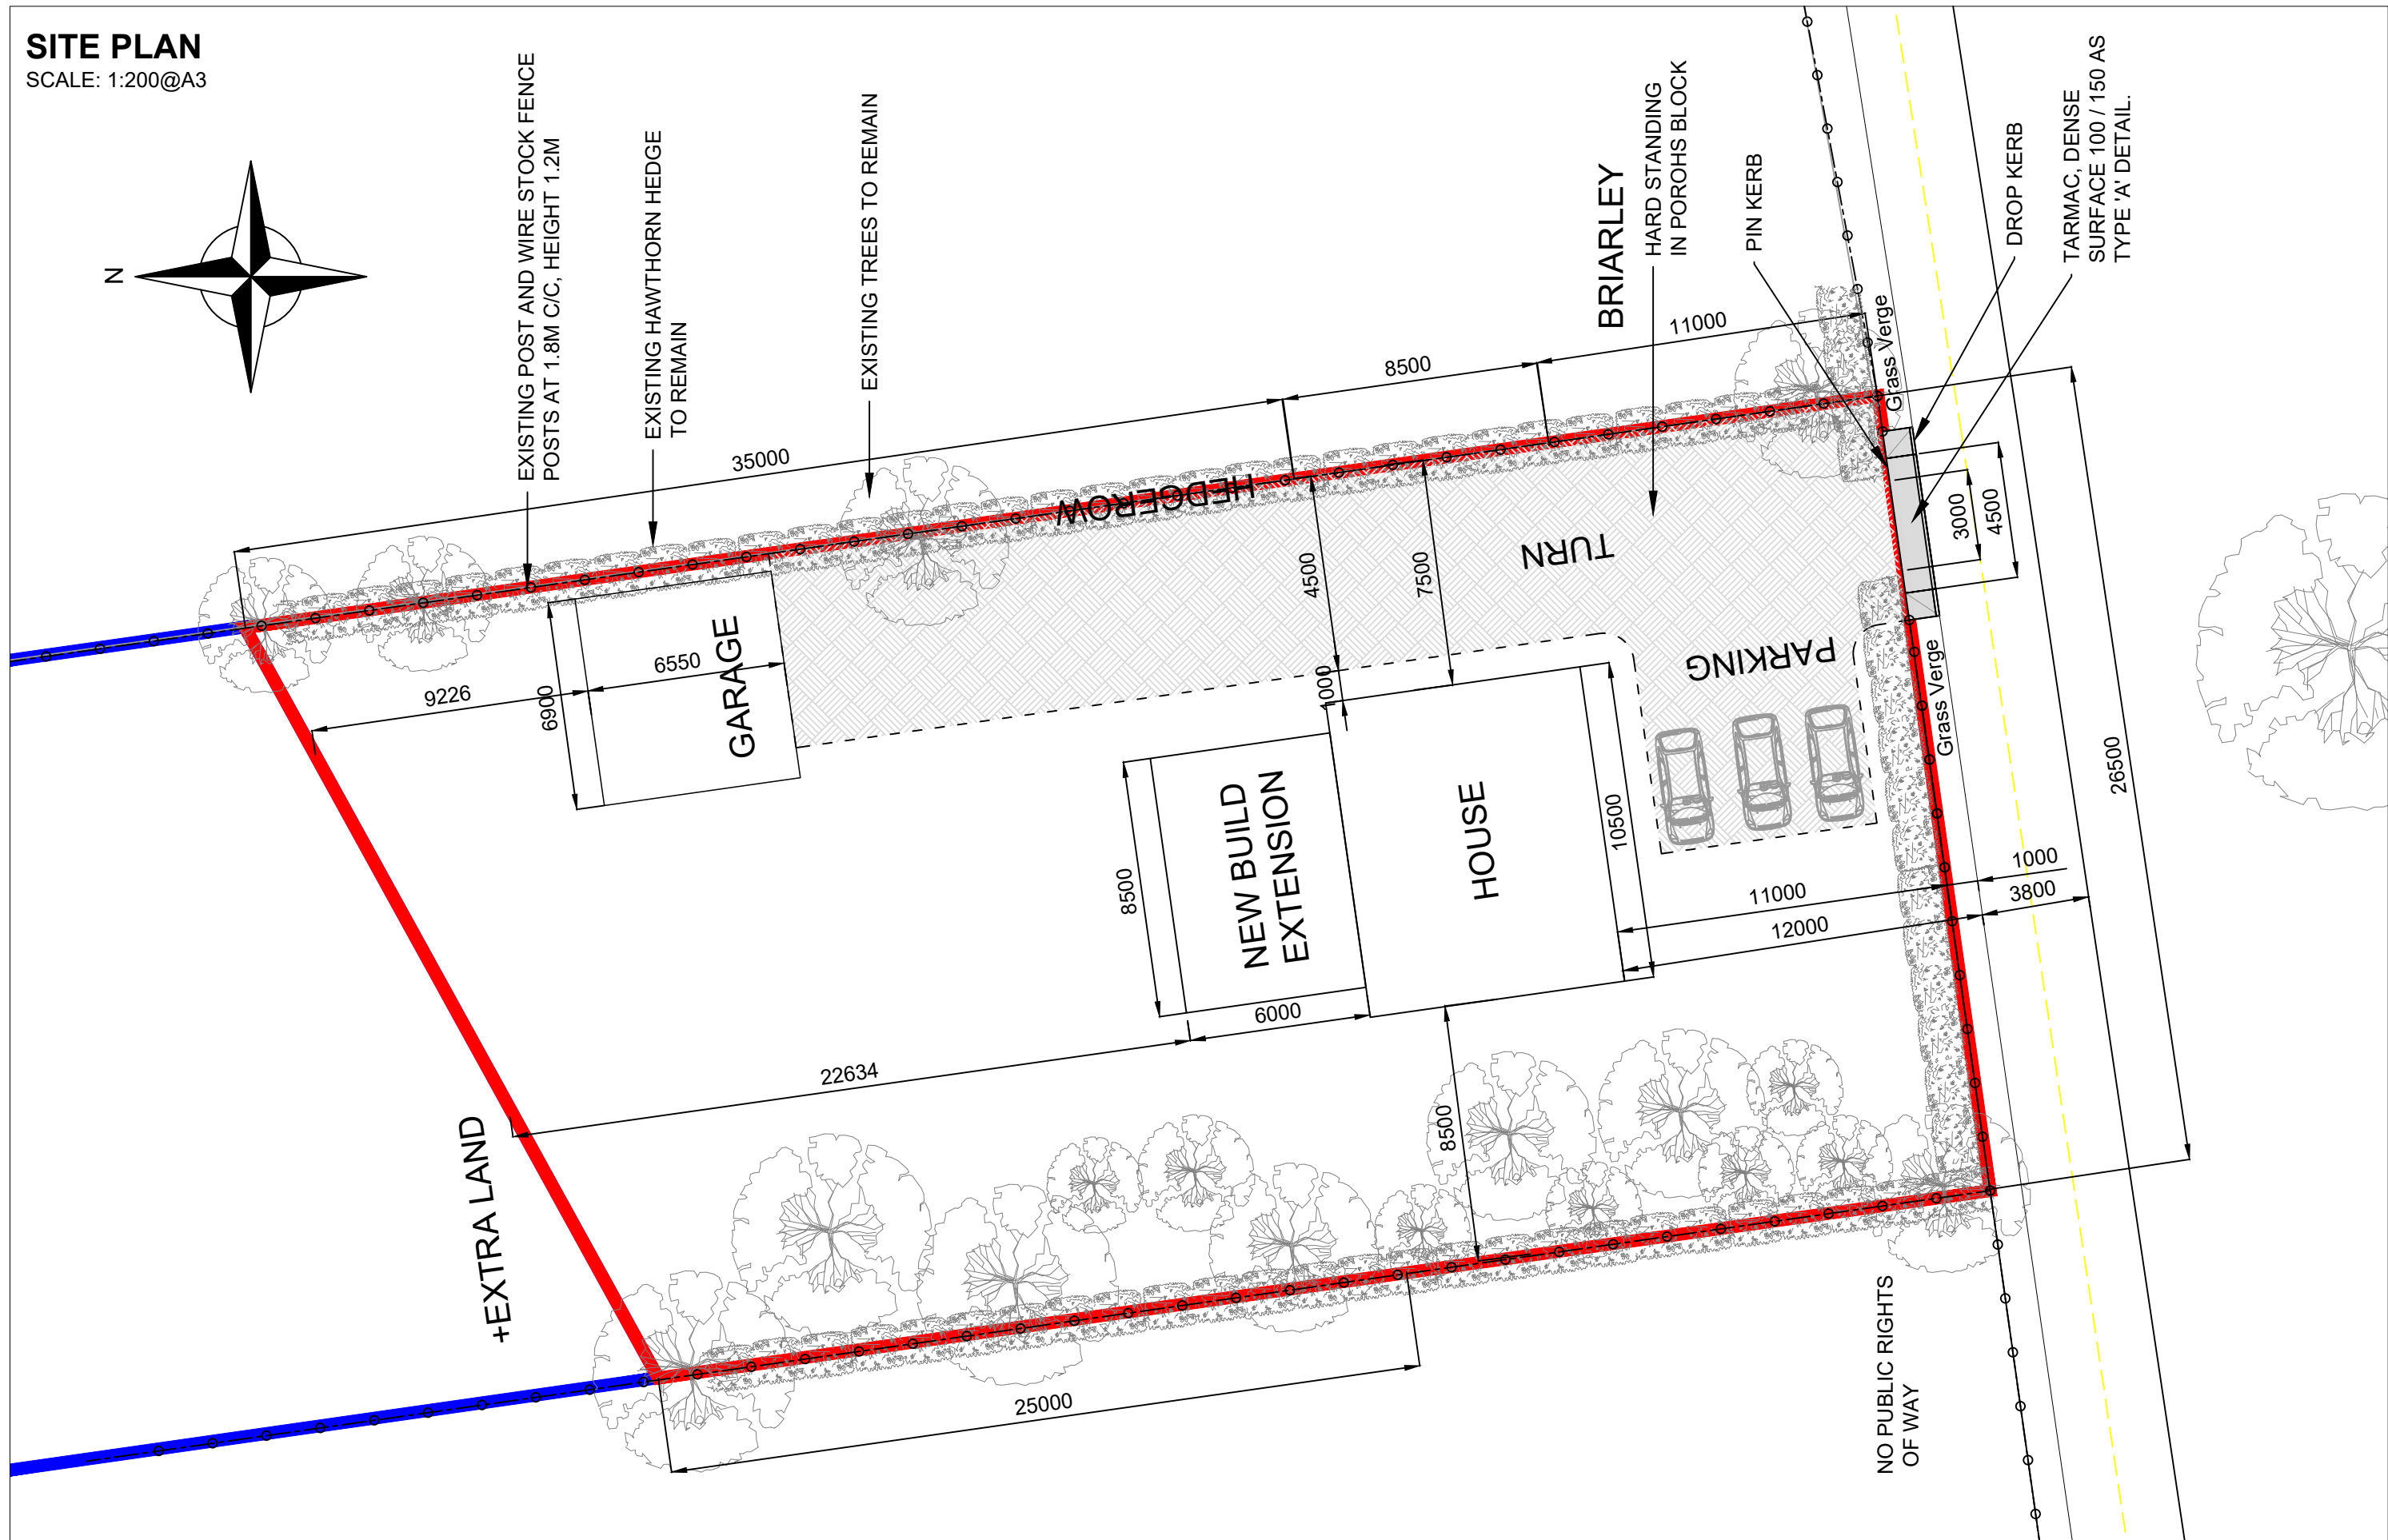 SITE PLAN
SCALE: 1:200@A3
N
EXISTING POST AND WIRE STOCK FENCE
POSTS AT 1.8M C/C, HEIGHT 1.2M
EXISTING HAWTHORN HEDGE
TO REMAIN
EXISTING TREES TO REMAIN
BRIARLEY
HARD STANDING
IN POROHS BLOCK
PIN KERB
DROP KERB
TARMAC, DENSE
SURFACE 100 / 150 AS
TYPE 'A' DETAIL.
35000
8500
11000
Grass Verge
HEDGEROW
TURN
4500
7500
3000
4500
9226
6550
6900
GARAGE
1000
PARKING
Grass Verge
26500
NEW BUILD
EXTENSION
8500
HOUSE
10500
11000
1000
12000
3800
6000
22634
8500
+EXTRA LAND
25000
NO PUBLIC RIGHTS
OF WAY